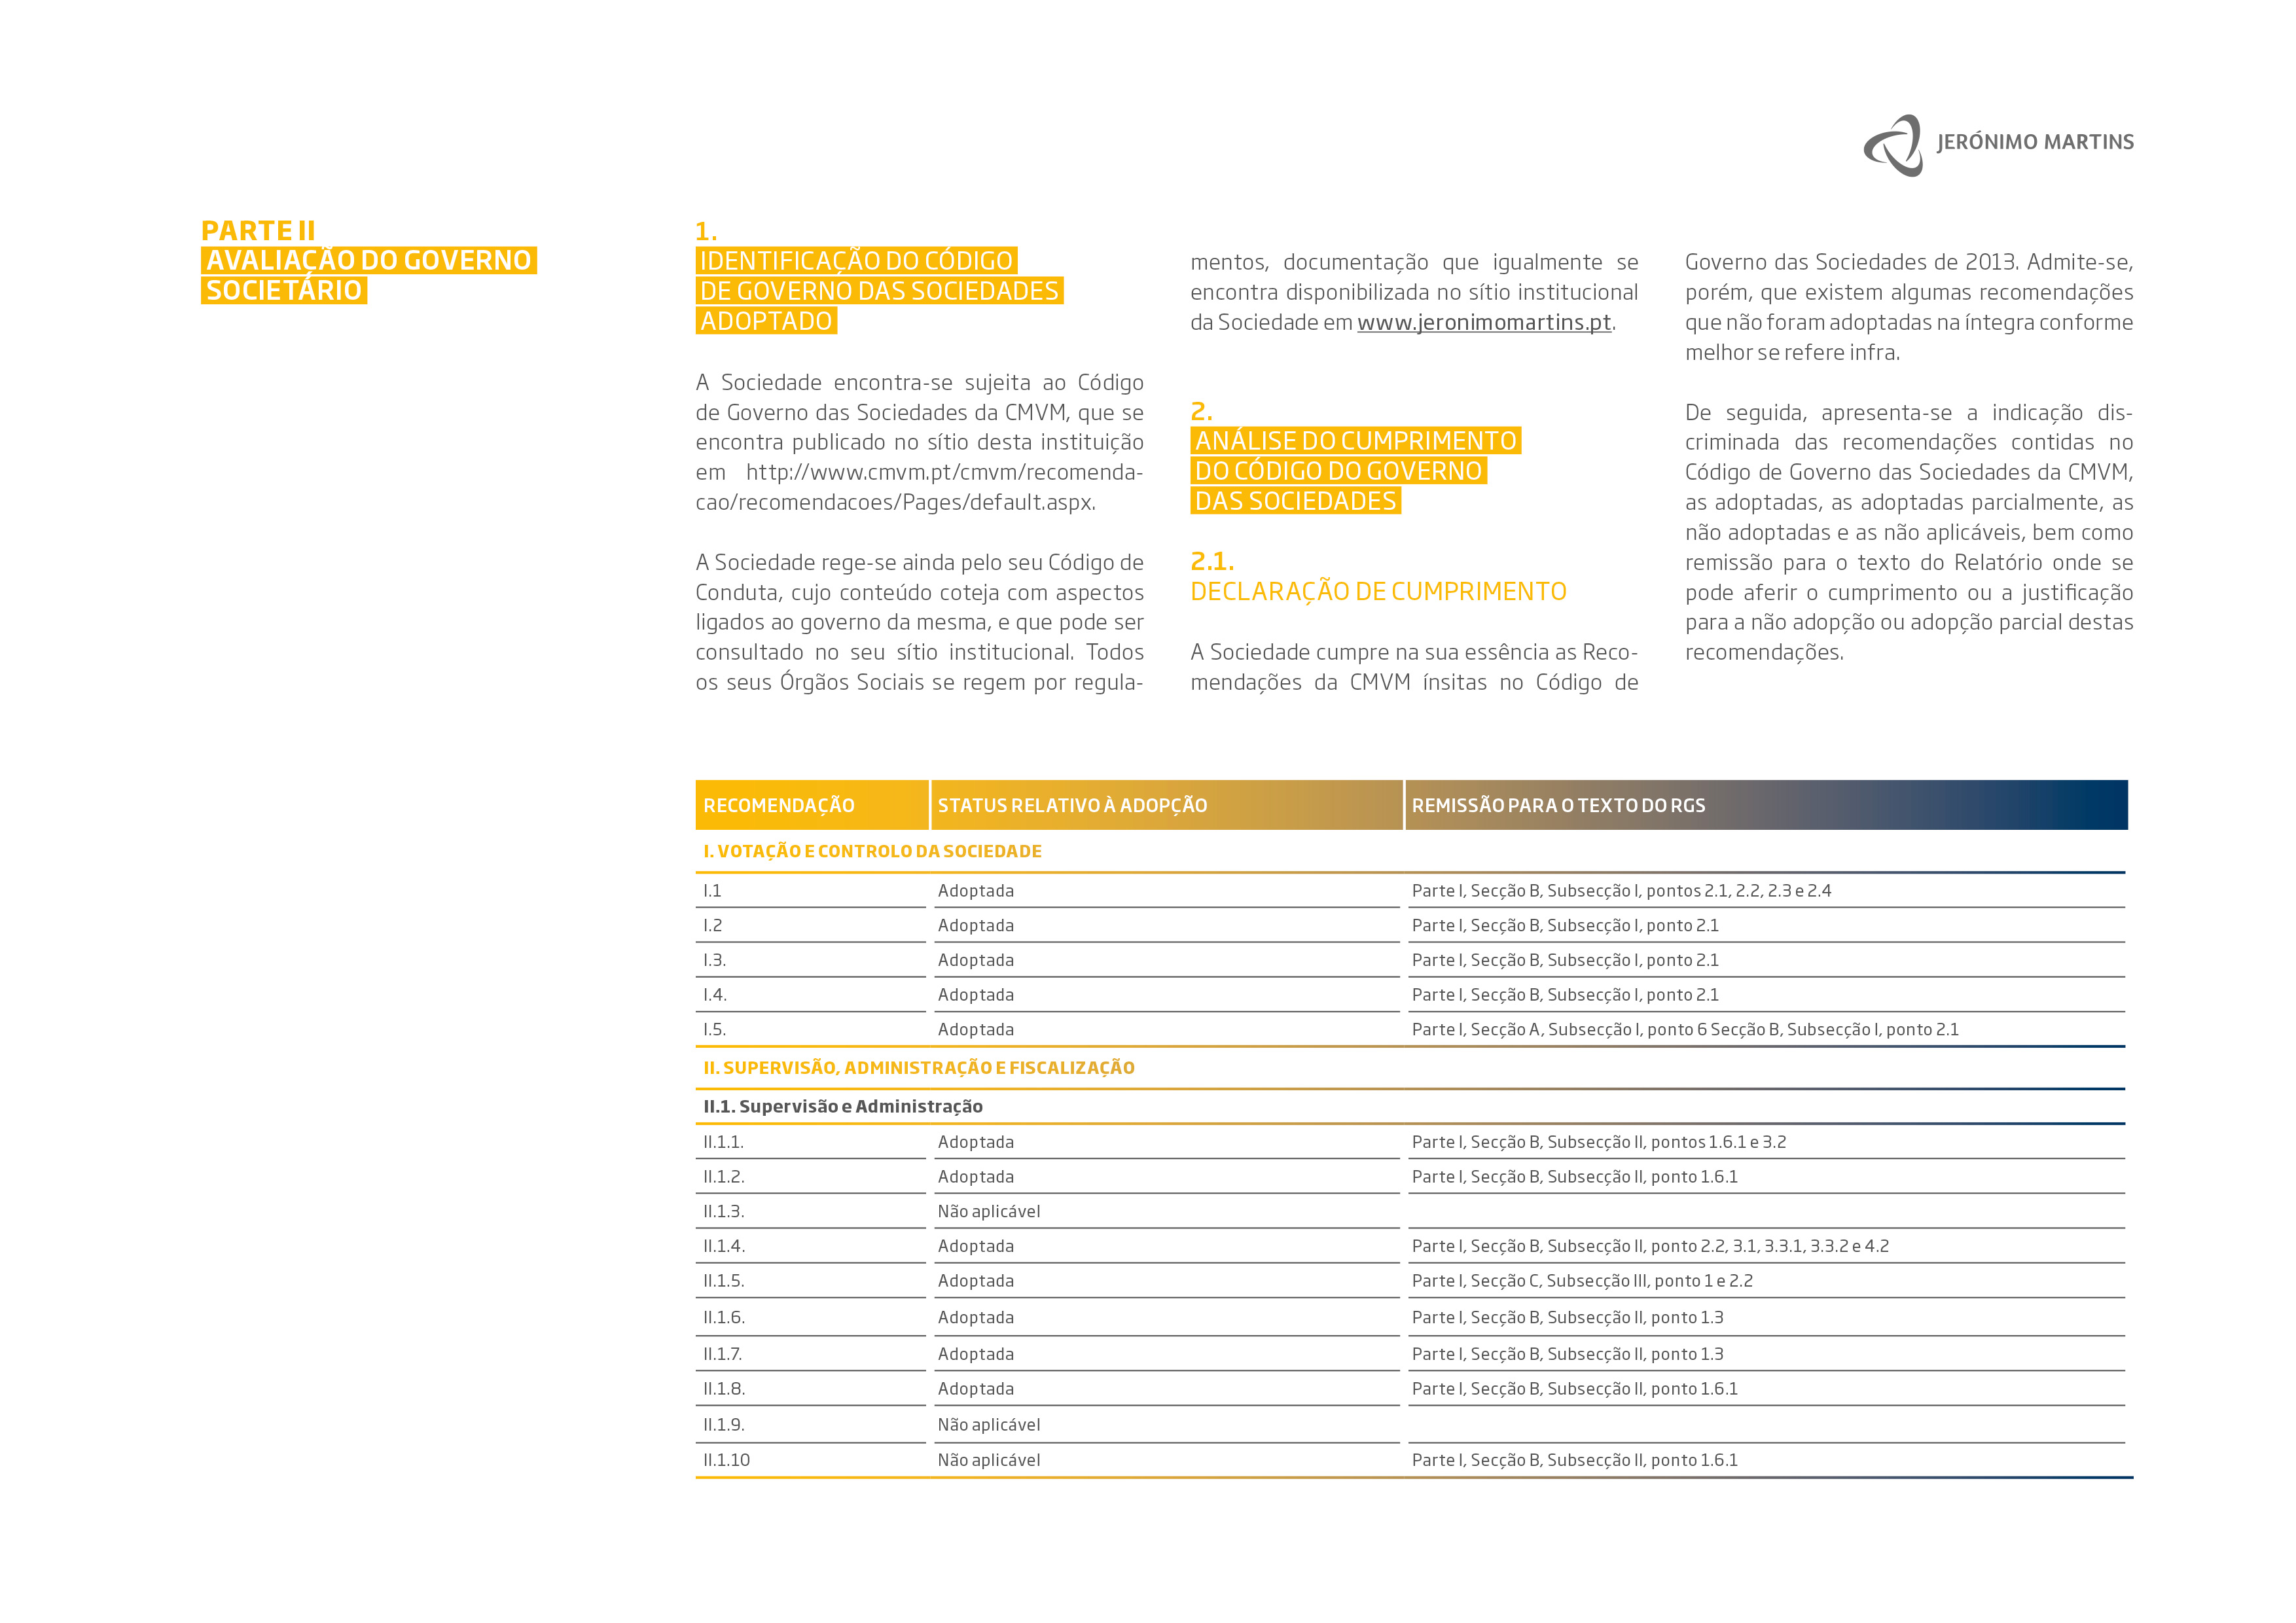 JERÓNIMO MARTINS
PARTE II
AVALIAÇÃO DO GOVERNO
SOCIETÁRIO
1.
IDENTIFICAÇÃO DO CÓDIGO
DE GOVERNO DAS SOCIEDADES
ADOPTADO
A Sociedade encontra-se sujeita ao Código
de Governo das Sociedades da CMVM, que se
encontra publicado no sítio desta instituição
em http://www.cmvm.pt/cmvm/recomenda-
cao/recomendacoes/Pages/default.aspx.
A Sociedade rege-se ainda pelo seu Código de
Conduta, cujo conteúdo coteja com aspectos
ligados ao governo da mesma, e que pode ser
consultado no seu sítio institucional. Todos
os seus Órgãos Sociais se regem por regula-
mentos, documentação que igualmente se
encontra disponibilizada no sítio institucional
da Sociedade em www.jeronimomartins.pt.
2.
ANÁLISE DO CUMPRIMENTO
DO CÓDIGO DO GOVERNO
DAS SOCIEDADES
2.1.
DECLARAÇÃO DE CUMPRIMENTO
A Sociedade cumpre na sua essência as Reco-
mendações da CMVM ínsitas no Código de
Governo das Sociedades de 2013. Admite-se,
porém, que existem algumas recomendações
que não foram adoptadas na íntegra conforme
melhor se refere infra.
De seguida, apresenta-se a indicação dis-
criminada das recomendações contidas no
Código de Governo das Sociedades da CMVM,
as adoptadas, as adoptadas parcialmente, as
não adoptadas e as não aplicáveis, bem como
remissão para o texto do Relatório onde se
pode aferir o cumprimento ou a justificação
para a não adopção ou adopção parcial destas
recomendações.
RECOMENDAÇÃO STATUS RELATIVO À ADOPÇÃO REMISSÃO PARA O TEXTO DO RGS
I. VOTAÇÃO E CONTROLO DA SOCIEDADE
I.1 Adoptada Parte I, Secção B, Subsecção I, pontos 2.1, 2.2, 2.3 e 2.4
I.2 Adoptada Parte I, Secção B, Subsecção I, ponto 2.1
I.3. Adoptada Parte I, Secção B, Subsecção I, ponto 2.1
I.4. Adoptada Parte I, Secção B, Subsecção I, ponto 2.1
I.5. Adoptada Parte I, Secção A, Subsecção I, ponto 6 Secção B, Subsecção I, ponto 2.1
II. SUPERVISÃO, ADMINISTRAÇÃO E FISCALIZAÇÃO
II.1. Supervisão e Administração
II.1.1. Adoptada Parte I, Secção B, Subsecção II, pontos 1.6.1 e 3.2
II.1.2. Adoptada Parte I, Secção B, Subsecção II, ponto 1.6.1
II.1.3. Não aplicável
II.1.4. Adoptada Parte I, Secção B, Subsecção II, ponto 2.2, 3.1, 3.3.1, 3.3.2 e 4.2
II.1.5. Adoptada Parte I, Secção C, Subsecção III, ponto 1 e 2.2
II.1.6. Adoptada Parte I, Secção B, Subsecção II, ponto 1.3
II.1.7. Adoptada Parte I, Secção B, Subsecção II, ponto 1.3
II.1.8. Adoptada Parte I, Secção B, Subsecção II, ponto 1.6.1
II.1.9. Não aplicável
II.1.10 Não aplicável Parte I, Secção B, Subsecção II, ponto 1.6.1